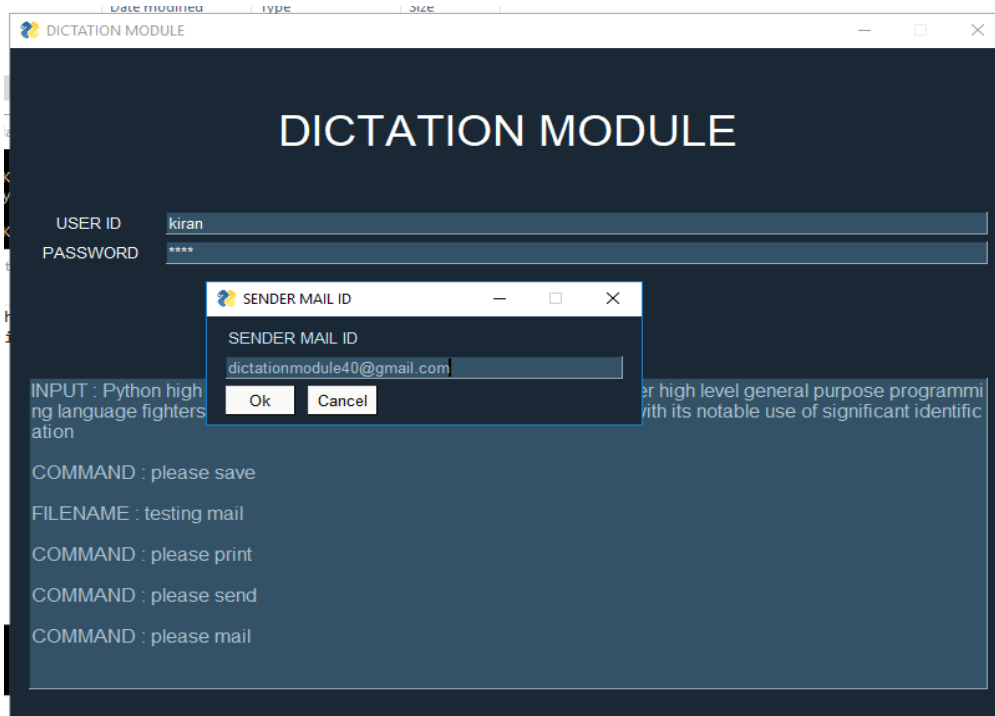 Date modified Type Size
DICTATION MODULE
DICTATION MODULE
USER ID kiran
PASSWORD ****
SENDER MAIL ID
SENDER MAIL ID
dictationmodule40@gmail.com
Ok Cancel
INPUT : Python high er high level general purpose programmi
ng language fighters with its notable use of significant identific
ation
COMMAND : please save
FILENAME : testing mail
COMMAND : please print
COMMAND : please send
COMMAND : please mail